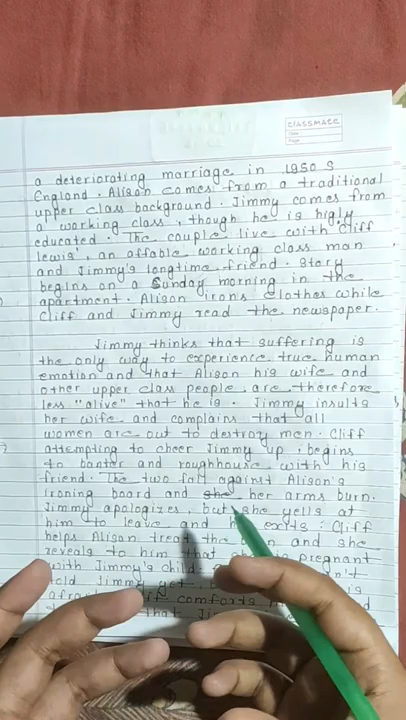 classmate
Date
Page
a deteriorating marriage in 1950 s
England. Alison comes from a traditional
upper class background. Jimmy comes from
a working class, though he is higly
educated. The couple live with Cliff
lewis', an affable working class man
and Jimmy's longtime friend. Story
begins on a Sunday morning in the
apartment. Alison irons clothes while
Cliff and Jimmy read the newspaper.
Jimmy thinks that suffering is
the only way to experience true human
emotion and that Alison his wife and
other upper class people are therefore
less "alive" that he is. Jimmy insults
her wife and complains that all
women are out to destroy men. Cliff
attempting to cheer Jimmy up, begins
to banter and roughhouse with his
friend. The two fall against Alison's
ironing board and she her arms burn.
Jimmy apologizes, but she yells at
him to leave and he exits. Cliff
helps Alison treat the burn and she
reveals to him that pregnant
with Jimmy's child.
told Jimmy yet, is
comforts
that